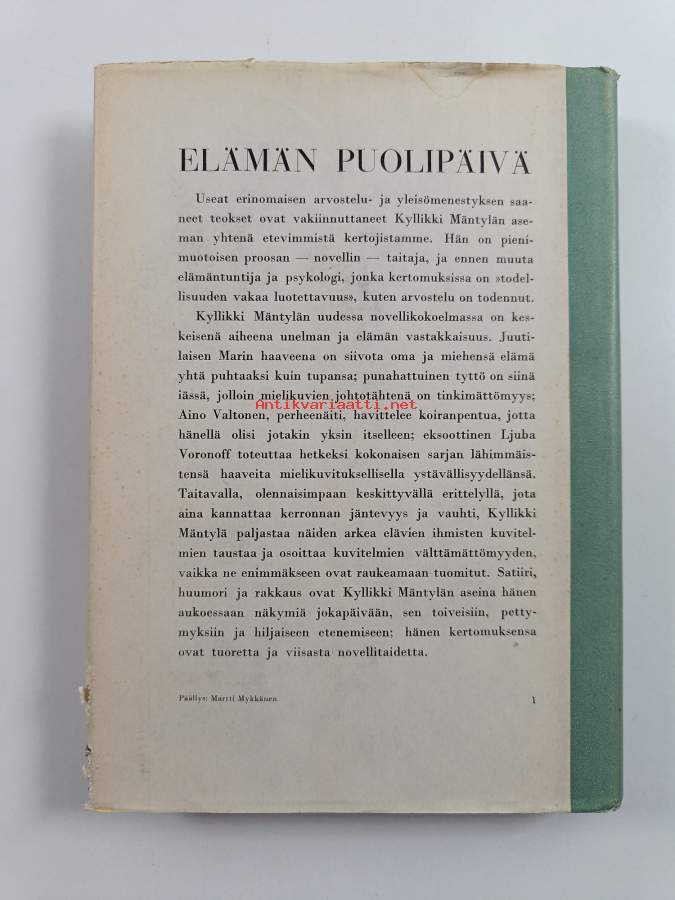 ELÄMÄN PUOLIPÄIVÄ
Useat erinomaisen arvostelu- ja yleisömenestyksen saa-
neet teokset ovat vakiinnuttaneet Kyllikki Mäntylän ase-
man yhtenä etevimmistä kertojistamme. Hän on pieni-
muotoisen proosan — novellin — taitaja, ja ennen muuta
elämäntuntija ja psykologi, jonka kertomuksissa on »todel-
lisuuden vakaa luotettavuus», kuten arvostelu on todennut.
Kyllikki Mäntylän uudessa novellikokoelmassa on kes-
keisenä aiheena unelman ja elämän vastakkaisuus. Juuti-
laisen Marin haaveena on siivota oma ja miehensä elämä
yhtä puhtaaksi kuin tupansa; punahattuinen tyttö on siinä
iässä, jolloin mielikuvien johtotähtenä on tinkimättömyys;
Antikvariaatti.net
Aino Valtonen, perheenäiti, havittelee koiranpentua, jotta
hänellä olisi jotakin yksin itselleen; eksoottinen Ljuba
Voronoff toteuttaa hetkeksi kokonaisen sarjan lähimmäis-
tensä haaveita mielikuvituksellisella ystävällisyydellänsä.
Taitavalla, olennaisimpaan keskittyvällä erittelyllä, jota
aina kannattaa kerronnan jäntevyys ja vauhti, Kyllikki
Mäntylä paljastaa näiden arkea elävien ihmisten kuvitel-
mien taustaa ja osoittaa kuvitelmien välttämättömyyden,
vaikka ne enimmäkseen ovat raukeamaan tuomitut. Satiiri,
huumori ja rakkaus ovat Kyllikki Mäntylän aseina hänen
aukoessaan näkymiä jokapäivään, sen toiveisiin, petty-
myksiin ja hiljaiseen etenemiseen; hänen kertomuksensa
ovat tuoretta ja viisasta novellitaidetta.
Päällys: Martti Mykkänen 1